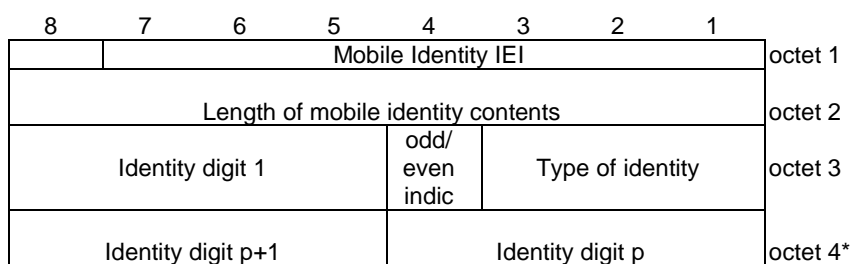 8 7 6 5 4 3 2 1
Mobile Identity IEI octet 1
Length of mobile identity contents octet 2
odd/
Identity digit 1 even Type of identity octet 3
indic
Identity digit p+1 Identity digit p octet 4*